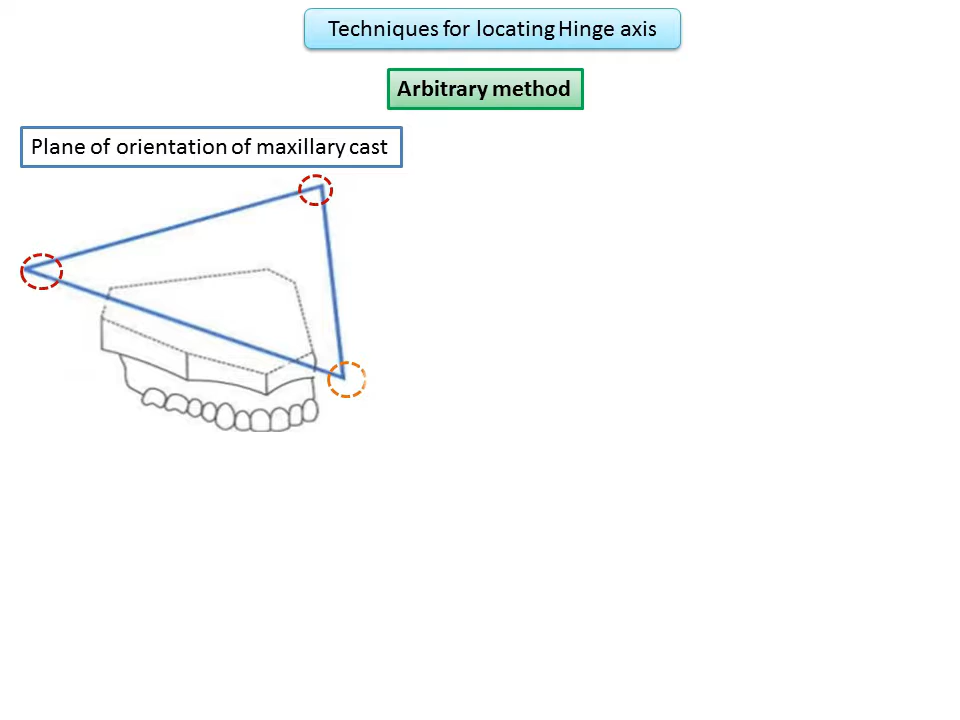 Techniques for locating Hinge axis
Arbitrary method
Plane of orientation of maxillary cast